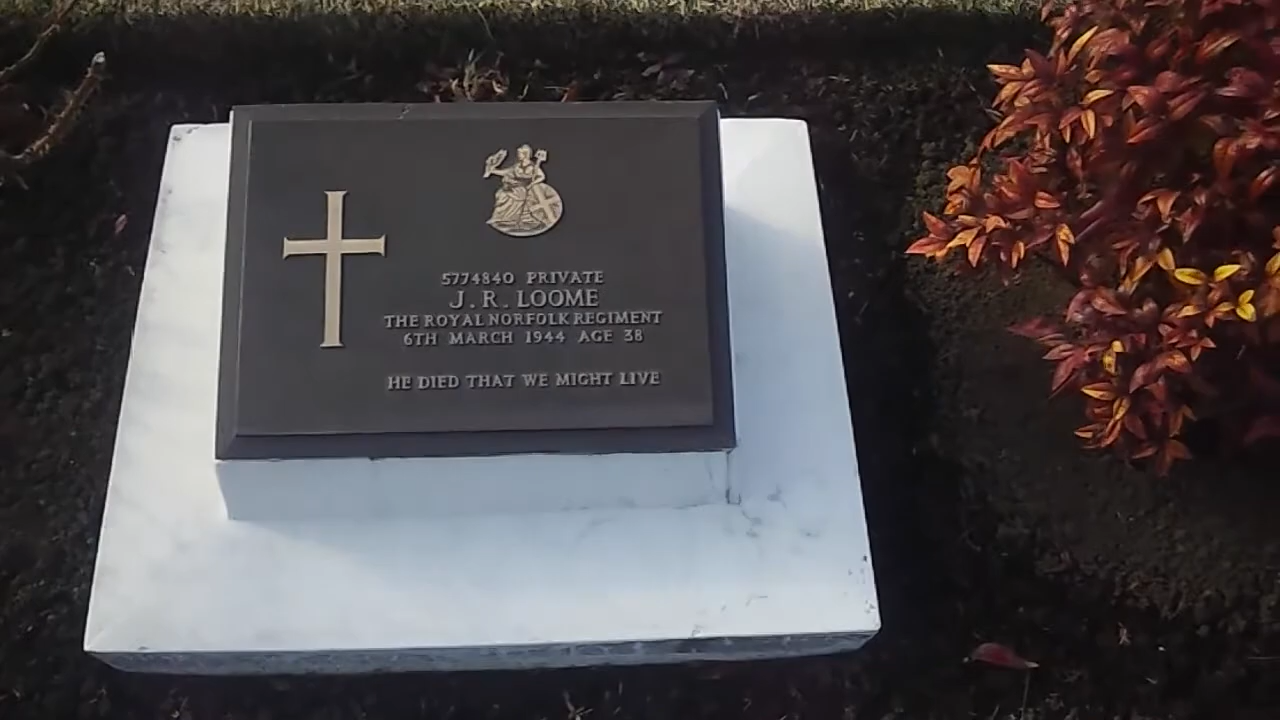 5774840 PRIVATE
J. R. LOOME
THE ROYAL NORFOLK REGIMENT
6TH MARCH 1944 AGE 38
HE DIED THAT WE MIGHT LIVE